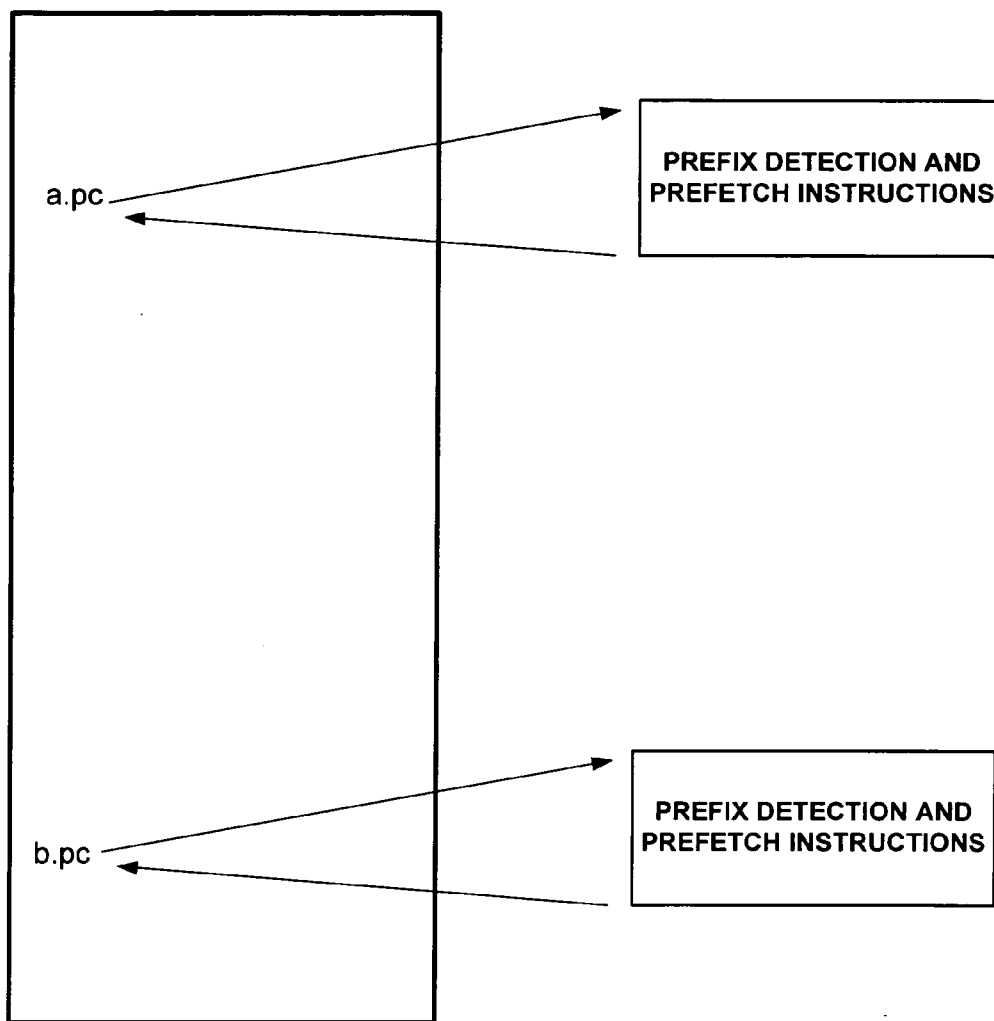 a.pc
PREFIX DETECTION AND
PREFETCH INSTRUCTIONS
b.pc
PREFIX DETECTION AND
PREFETCH INSTRUCTIONS